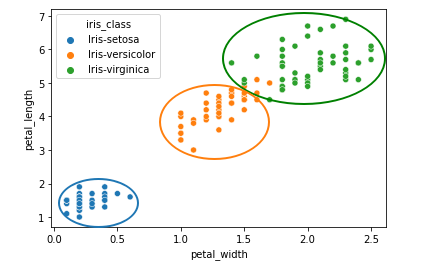 iris_class
Iris-setosa
Iris-versicolor
Iris-virginica
petal_length
7
6
5
4
3
2
1
0.0 0.5 1.0 1.5 2.0 2.5
petal_width